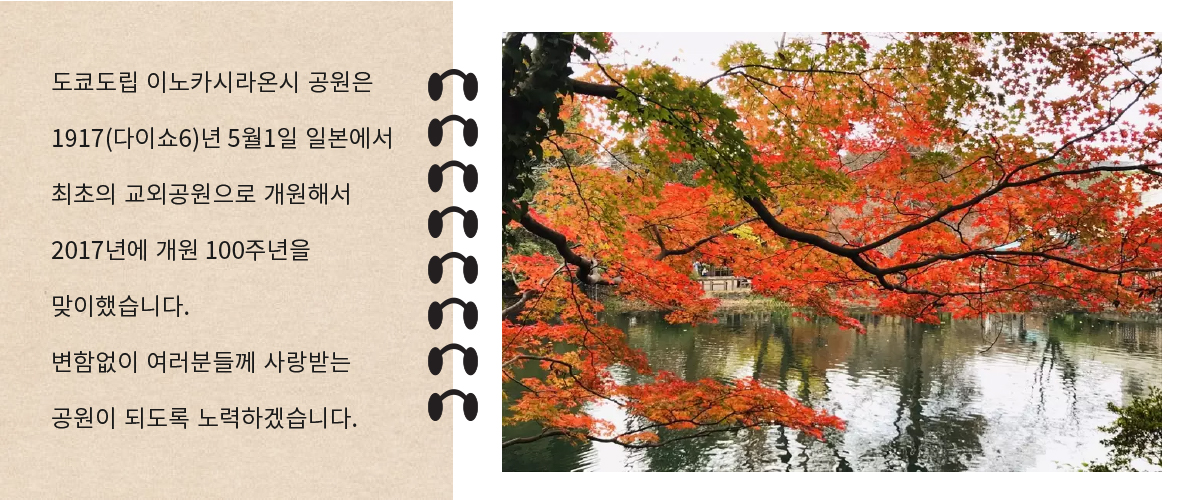 도쿄도립 이노카시라온시 공원은
1917(다이쇼6)년 5월1일 일본에서
최초의 교외공원으로 개원해서
2017년에 개원 100주년을
맞이했습니다.
변함없이 여러분들께 사랑받는
공원이 되도록 노력하겠습니다.